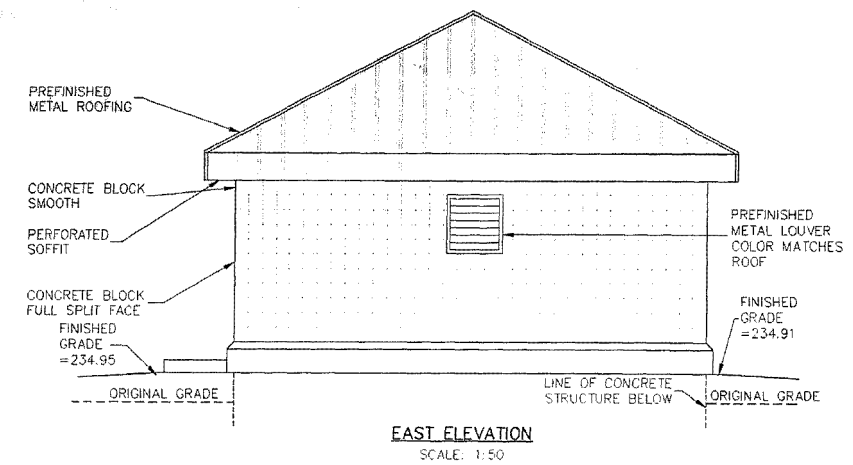 PREFINISHED
METAL ROOFING
CONCRETE BLOCK
SMOOTH
PERFORATED
SOFFIT
CONCRETE BLOCK
FULL SPLIT FACE
FINISHED
GRADE
=234.95
ORIGINAL GRADE
PREFINISHED
METAL LOUVER
COLOR MATCHES
ROOF
FINISHED
GRADE
=234.91
LINE OF CONCRETE
STRUCTURE BELOW
ORIGINAL GRADE
EAST ELEVATION
SCALE: 1:50